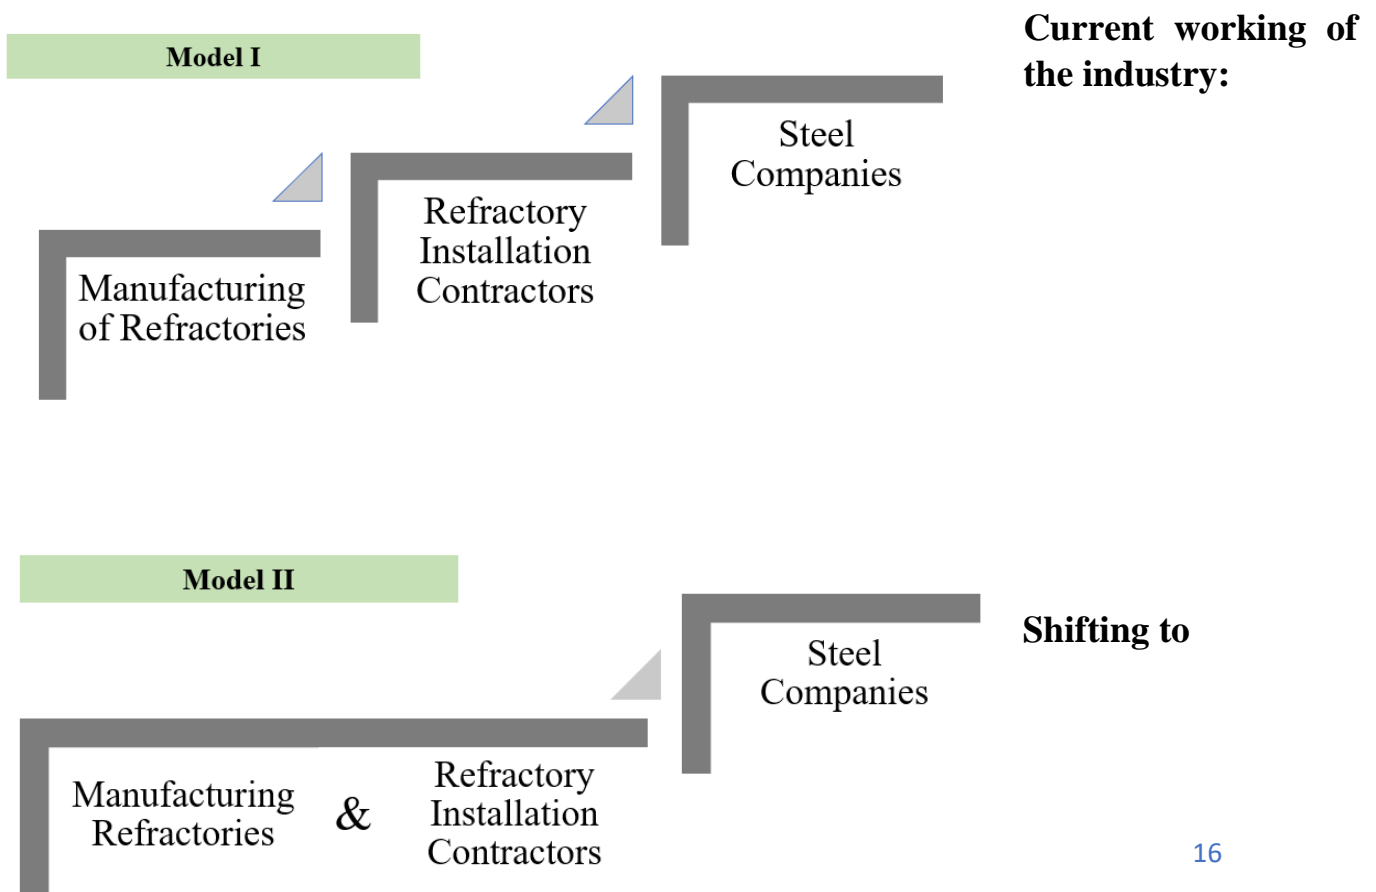 Current working of
the industry:
Model I
Steel
Companies
Refractory
Installation
Contractors
Manufacturing
of Refractories
Model II
Shifting to
Steel
Companies
Manufacturing
Refractories
&
Refractory
Installation
Contractors
16